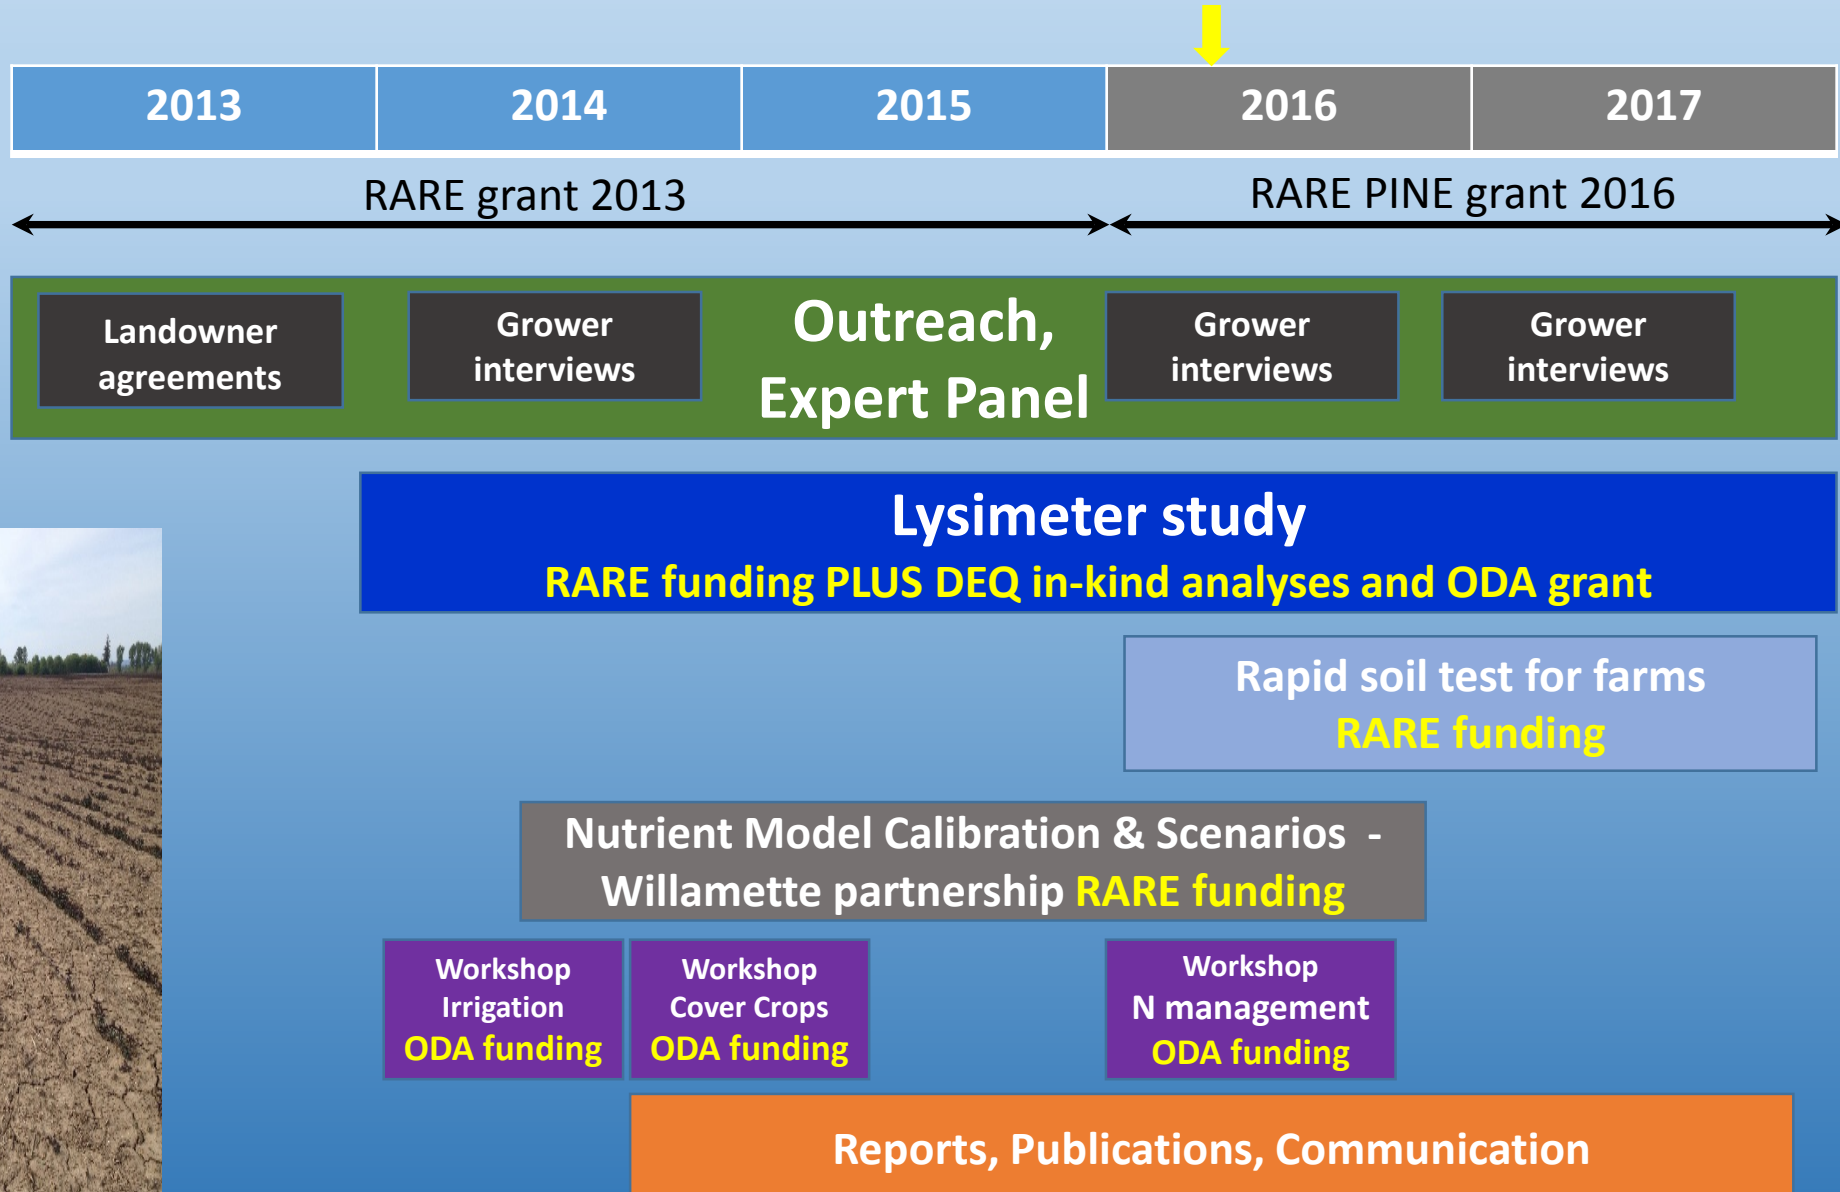 2013
2014
2015
2016
2017
RARE grant 2013
RARE PINE grant 2016
Landowner
agreements
Grower
interviews
Outreach,
Expert Panel
Grower
interviews
Grower
interviews
Lysimeter study
RARE funding PLUS DEQ in-kind analyses and ODA grant
Rapid soil test for farms
RARE funding
Nutrient Model Calibration & Scenarios -
Willamette partnership RARE funding
Workshop
Irrigation
ODA funding
Workshop
Cover Crops
ODA funding
Workshop
N management
ODA funding
Reports, Publications, Communication